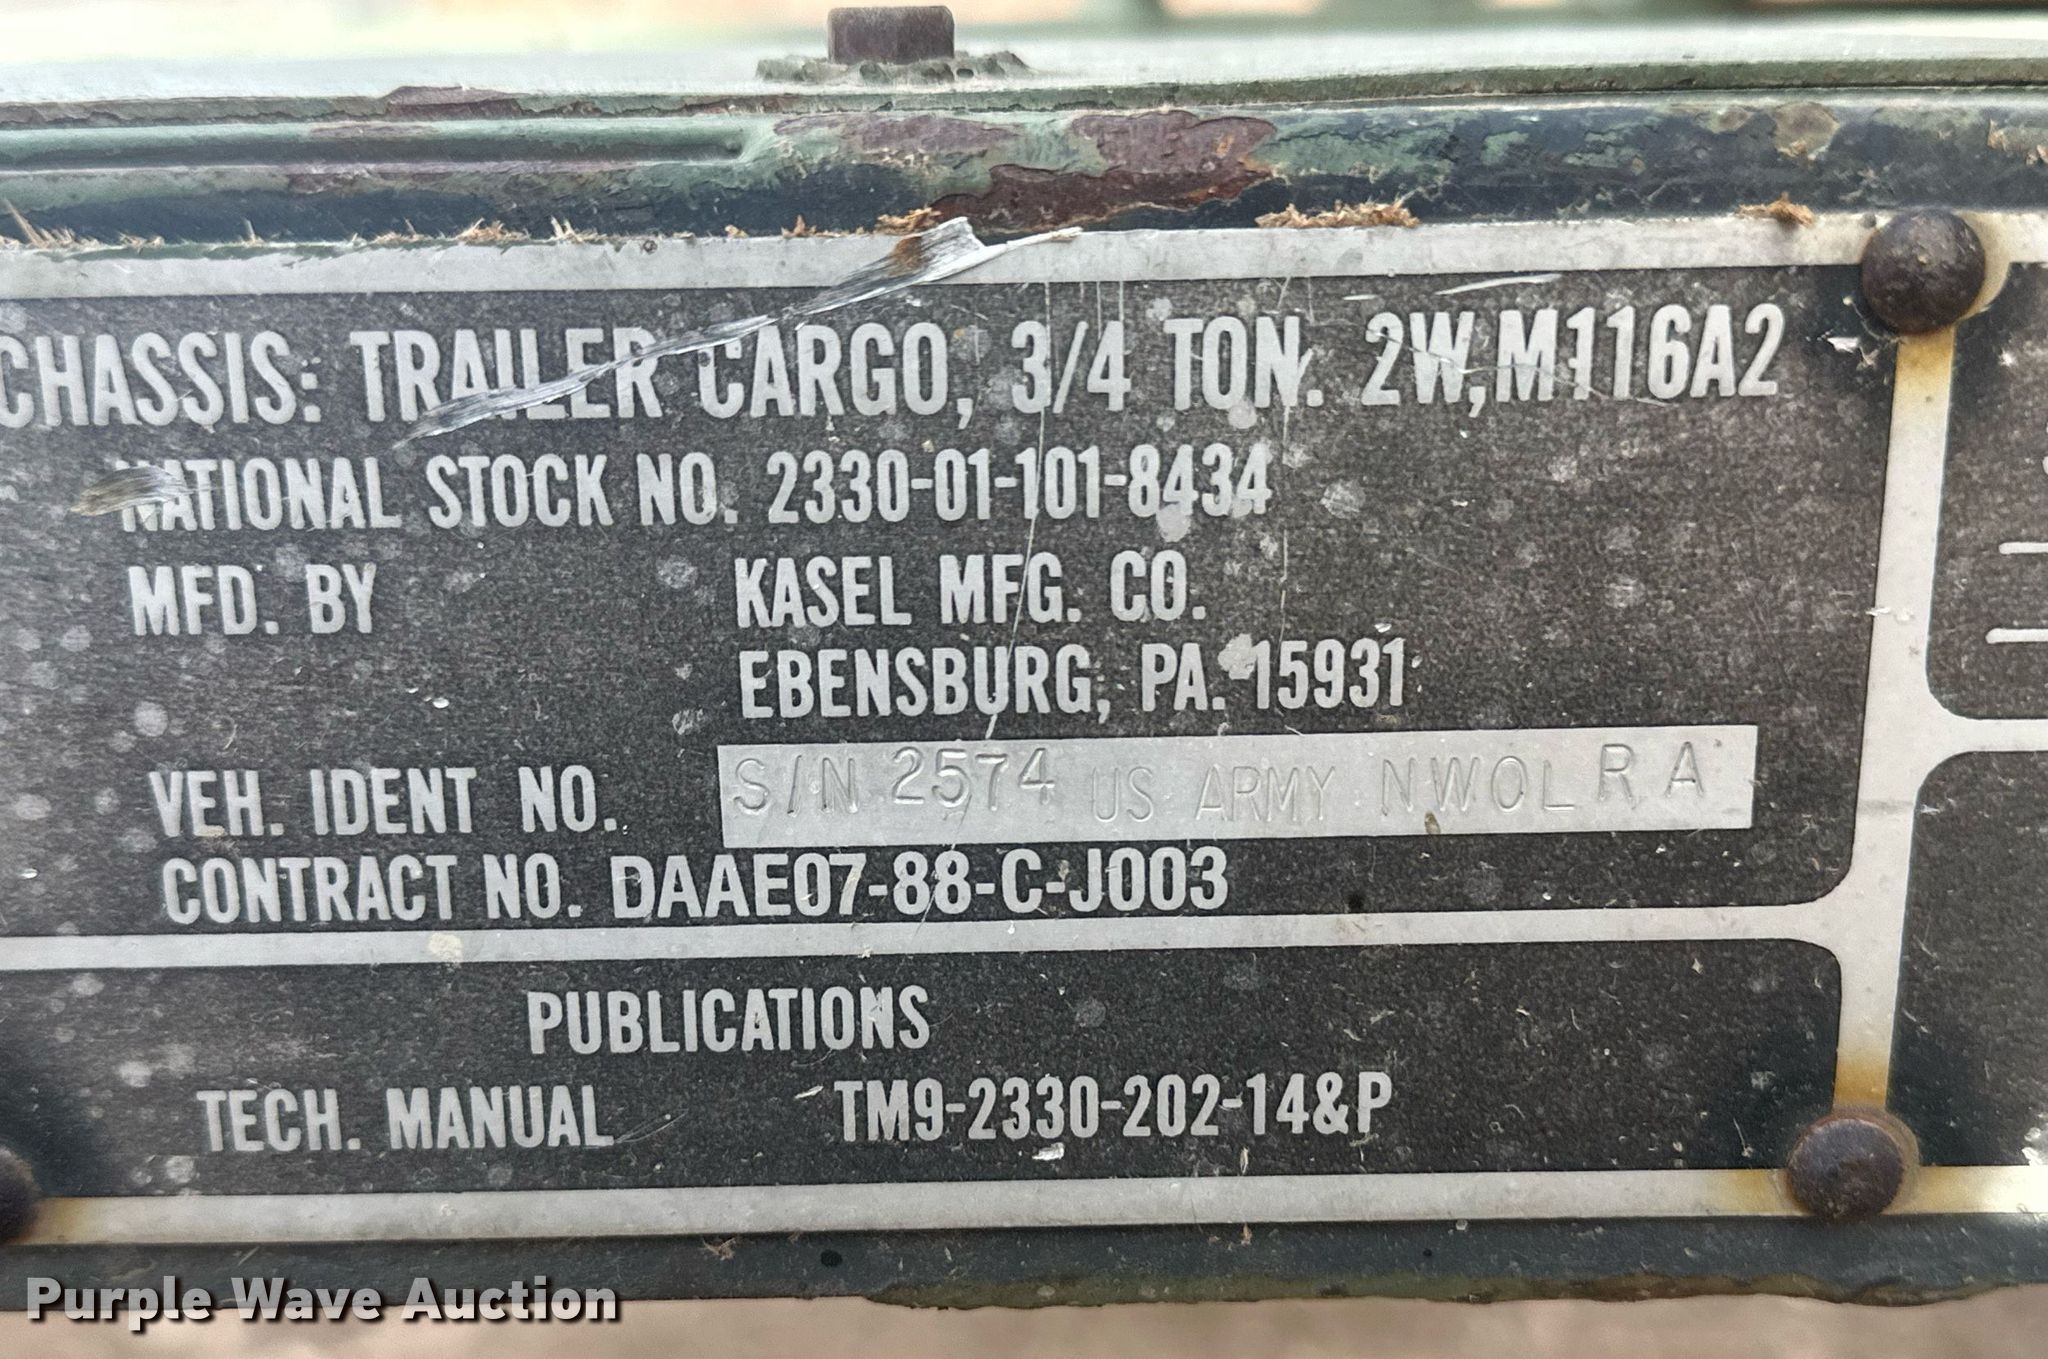 CHASSIS: TRAILER CARGO, 3/4 TON. 2W, M116A2
NATIONAL STOCK NO. 2330-01-101-8434
MFD. BY KASEL MFG. CO.
EBENSBURG, PA. 15931
VEH. IDENT NO. S/N 2574 US ARMY NW0L RA
CONTRACT NO. DAAE07-88-C-J003
PUBLICATIONS
TECH. MANUAL TM9-2330-202-14&P
Purple Wave Auction